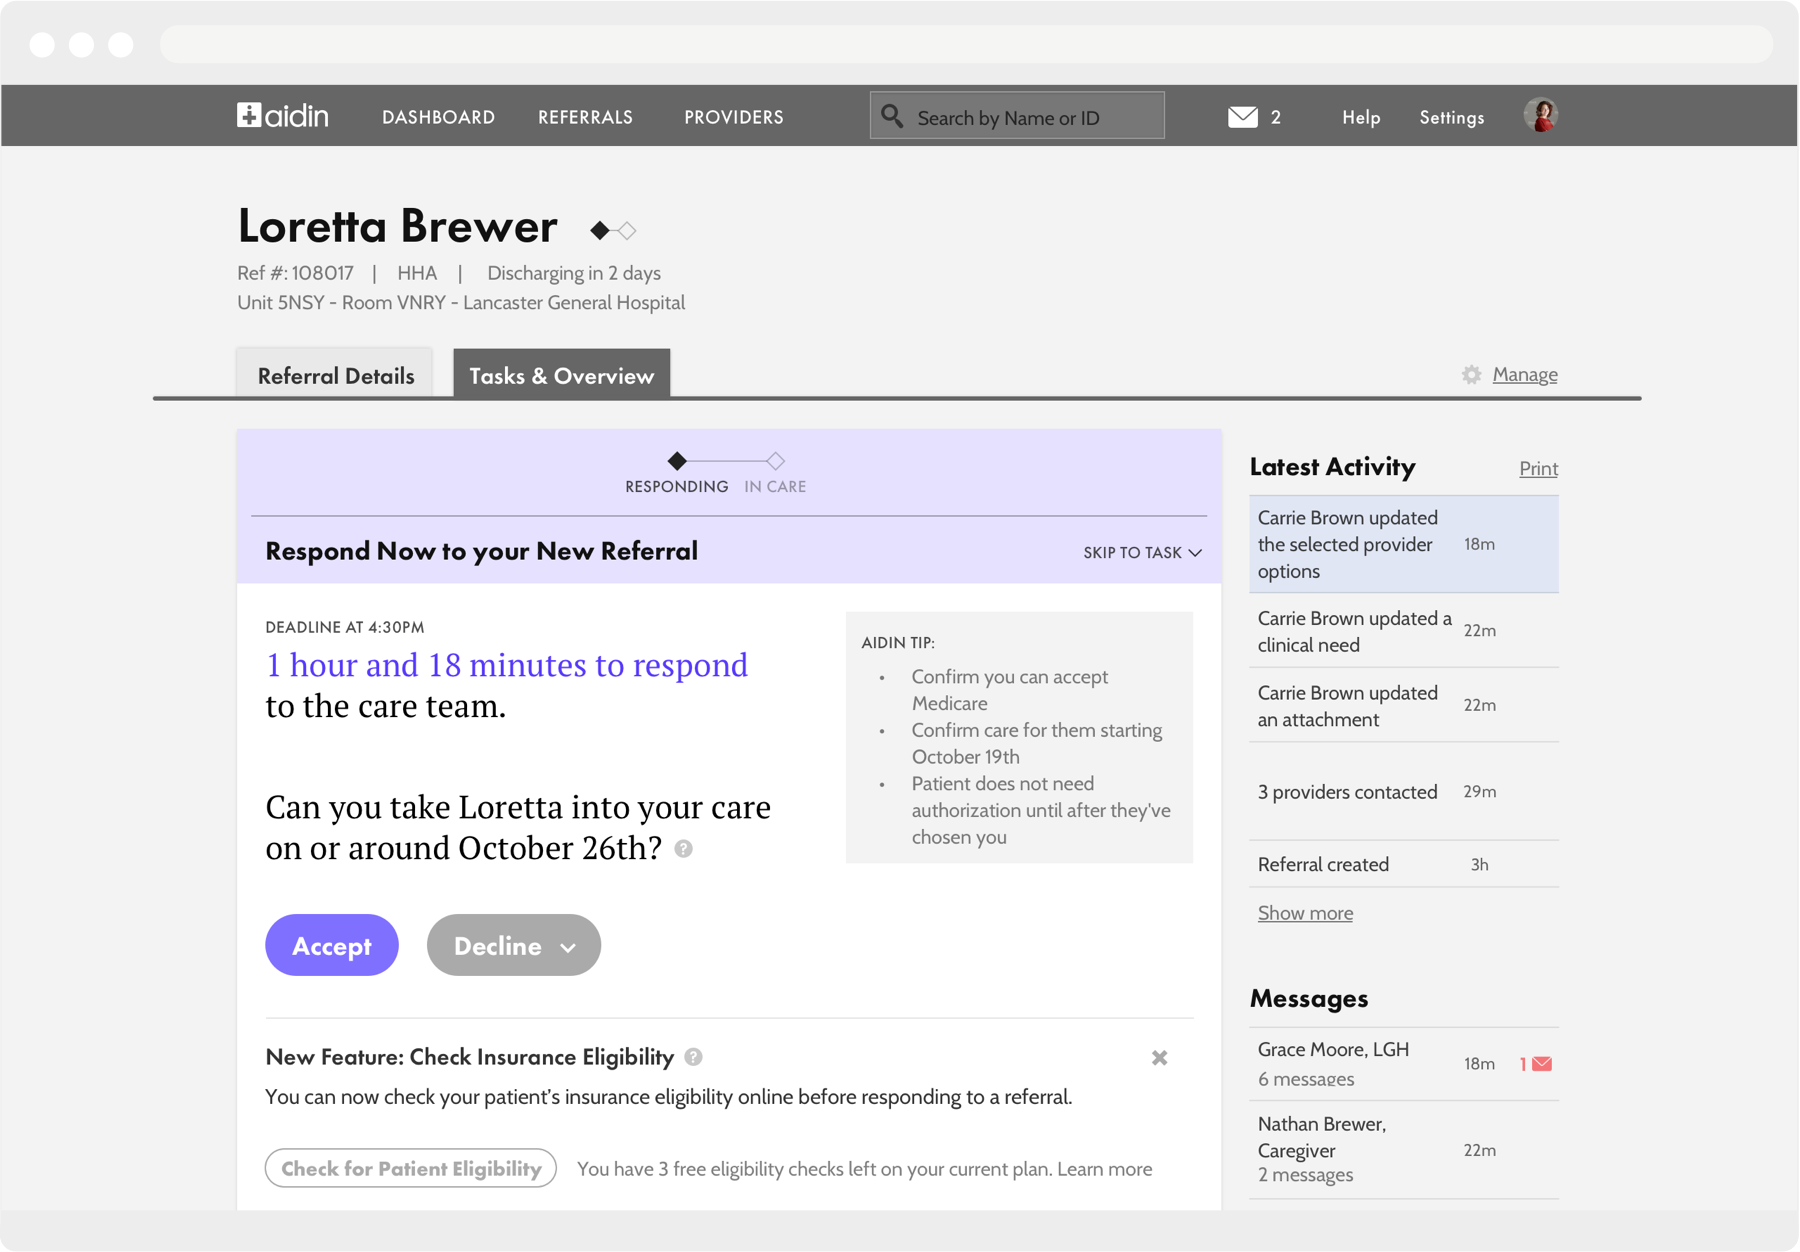 aidin DASHBOARD REFERRALS PROVIDERS Search by Name or ID 2 Help Settings
Loretta Brewer
Ref #: 108017 | HHA | Discharging in 2 days
Unit 5NSY - Room VNRY - Lancaster General Hospital
Referral Details Tasks & Overview Manage
RESPONDING IN CARE
Respond Now to your New Referral SKIP TO TASK
DEADLINE AT 4:30PM
1 hour and 18 minutes to respond
to the care team.
Can you take Loretta into your care
on or around October 26th? ?
AIDIN TIP:
• Confirm you can accept
Medicare
• Confirm care for them starting
October 19th
• Patient does not need
authorization until after they've
chosen you
Accept Decline
New Feature: Check Insurance Eligibility ?
You can now check your patient’s insurance eligibility online before responding to a referral.
Check for Patient Eligibility You have 3 free eligibility checks left on your current plan. Learn more
Latest Activity Print
Carrie Brown updated
the selected provider 18m
options
Carrie Brown updated a
clinical need 22m
Carrie Brown updated
an attachment 22m
3 providers contacted 29m
Referral created 3h
Show more
Messages
Grace Moore, LGH 18m 1
6 messages
Nathan Brewer,
Caregiver 22m
2 messages